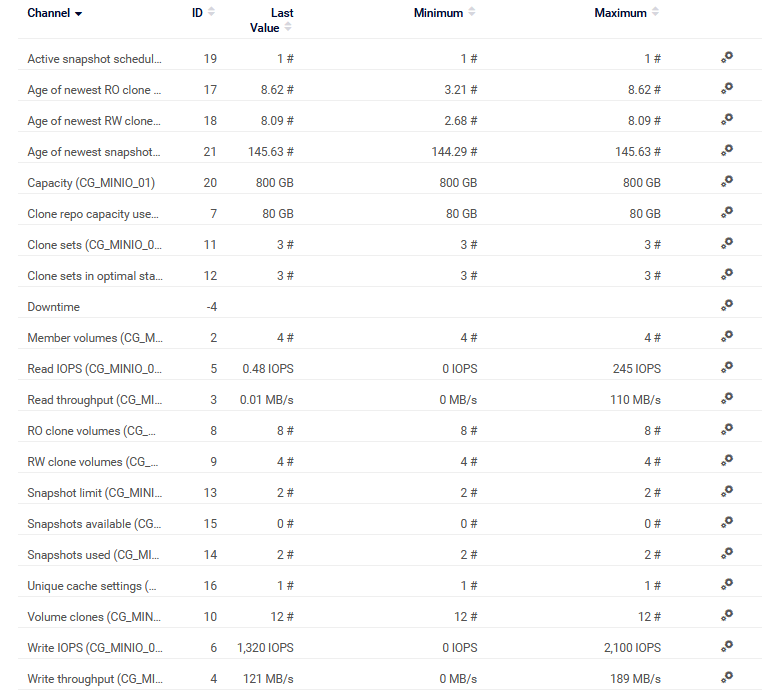 Channel ID Last Value Minimum Maximum
Active snapshot schedul... 19 1 # 1 # 1 #
Age of newest RO clone ... 17 8.62 # 3.21 # 8.62 #
Age of newest RW clone... 18 8.09 # 2.68 # 8.09 #
Age of newest snapshot... 21 145.63 # 144.29 # 145.63 #
Capacity (CG_MINIO_01) 20 800 GB 800 GB 800 GB
Clone repo capacity use... 7 80 GB 80 GB 80 GB
Clone sets (CG_MINIO_0... 11 3 # 3 # 3 #
Clone sets in optimal sta... 12 3 # 3 # 3 #
Downtime -4
Member volumes (CG_M... 2 4 # 4 # 4 #
Read IOPS (CG_MINIO_0... 5 0.48 IOPS 0 IOPS 245 IOPS
Read throughput (CG_MI... 3 0.01 MB/s 0 MB/s 110 MB/s
RO clone volumes (CG_... 8 8 # 8 # 8 #
RW clone volumes (CG_... 9 4 # 4 # 4 #
Snapshot limit (CG_MINI... 13 2 # 2 # 2 #
Snapshots available (CG... 15 0 # 0 # 0 #
Snapshots used (CG_MI... 14 2 # 2 # 2 #
Unique cache settings (... 16 1 # 1 # 1 #
Volume clones (CG_MIN... 10 12 # 12 # 12 #
Write IOPS (CG_MINIO_0... 6 1,320 IOPS 0 IOPS 2,100 IOPS
Write throughput (CG_MI... 4 121 MB/s 0 MB/s 189 MB/s